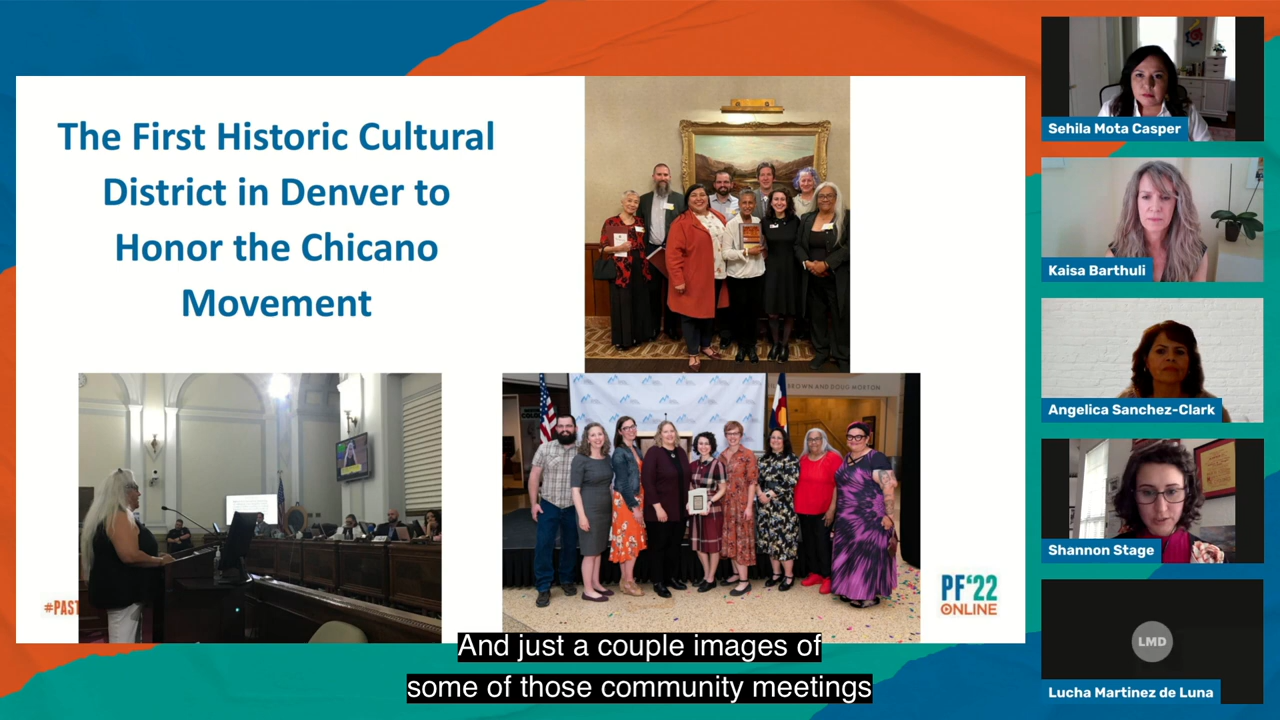 The First Historic Cultural
District in Denver to
Honor the Chicano
Movement
BROWN AND DOUG MORTON
#PAST
PF'22
ONLINE
And just a couple images of
some of those community meetings
Sehila Mota Casper
Kaisa Barthuli
Angelica Sanchez-Clark
Shannon Stage
LMD
Lucha Martinez de Luna